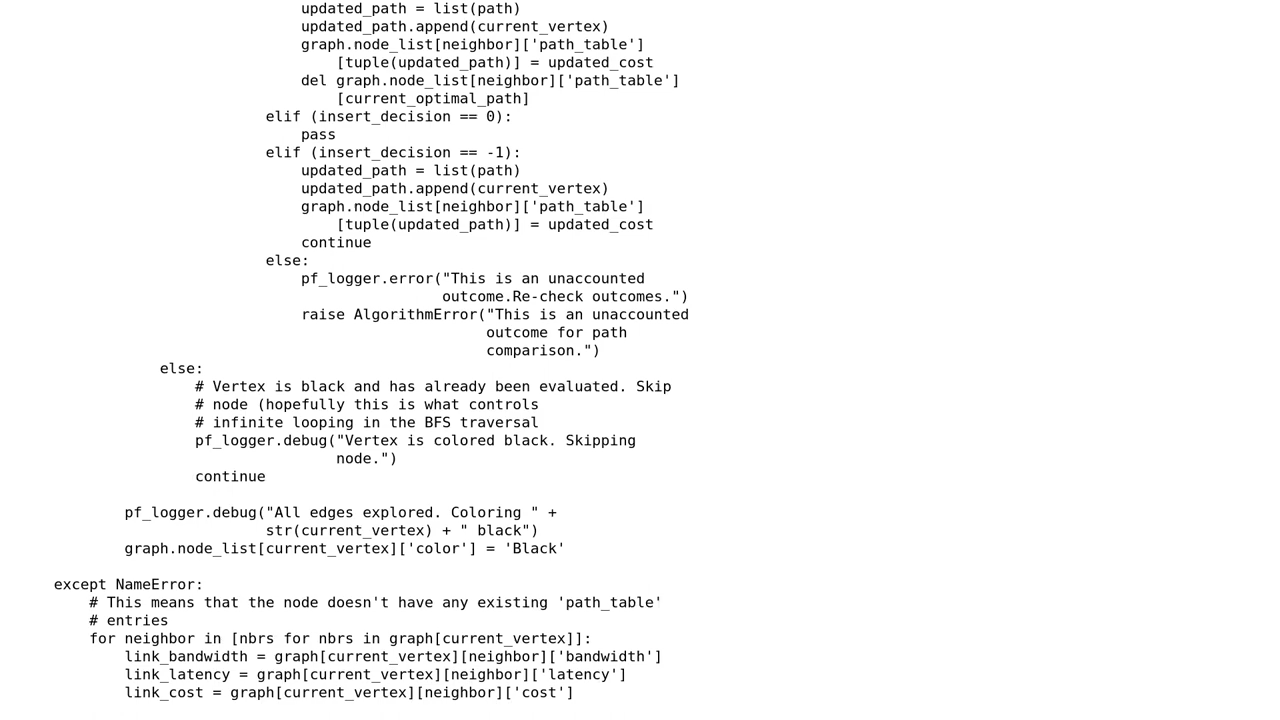 updated_path = list(path)
updated_path.append(current_vertex)
graph.node_list[neighbor]['path_table']
[tuple(updated_path)] = updated_cost
del graph.node_list[neighbor]['path_table']
[current_optimal_path]
elif (insert_decision == 0):
pass
elif (insert_decision == -1):
updated_path = list(path)
updated_path.append(current_vertex)
graph.node_list[neighbor]['path_table']
[tuple(updated_path)] = updated_cost
continue
else:
pf_logger.error("This is an unaccounted
outcome.Re-check outcomes.")
raise AlgorithmError("This is an unaccounted
outcome for path
comparison.")
else:
# Vertex is black and has already been evaluated. Skip
# node (hopefully this is what controls
# infinite looping in the BFS traversal
pf_logger.debug("Vertex is colored black. Skipping
node.")
continue
pf_logger.debug("All edges explored. Coloring " +
str(current_vertex) + " black")
graph.node_list[current_vertex]['color'] = 'Black'
except NameError:
# This means that the node doesn't have any existing 'path_table'
# entries
for neighbor in [nbrs for nbrs in graph[current_vertex]]:
link_bandwidth = graph[current_vertex][neighbor]['bandwidth']
link_latency = graph[current_vertex][neighbor]['latency']
link_cost = graph[current_vertex][neighbor]['cost']